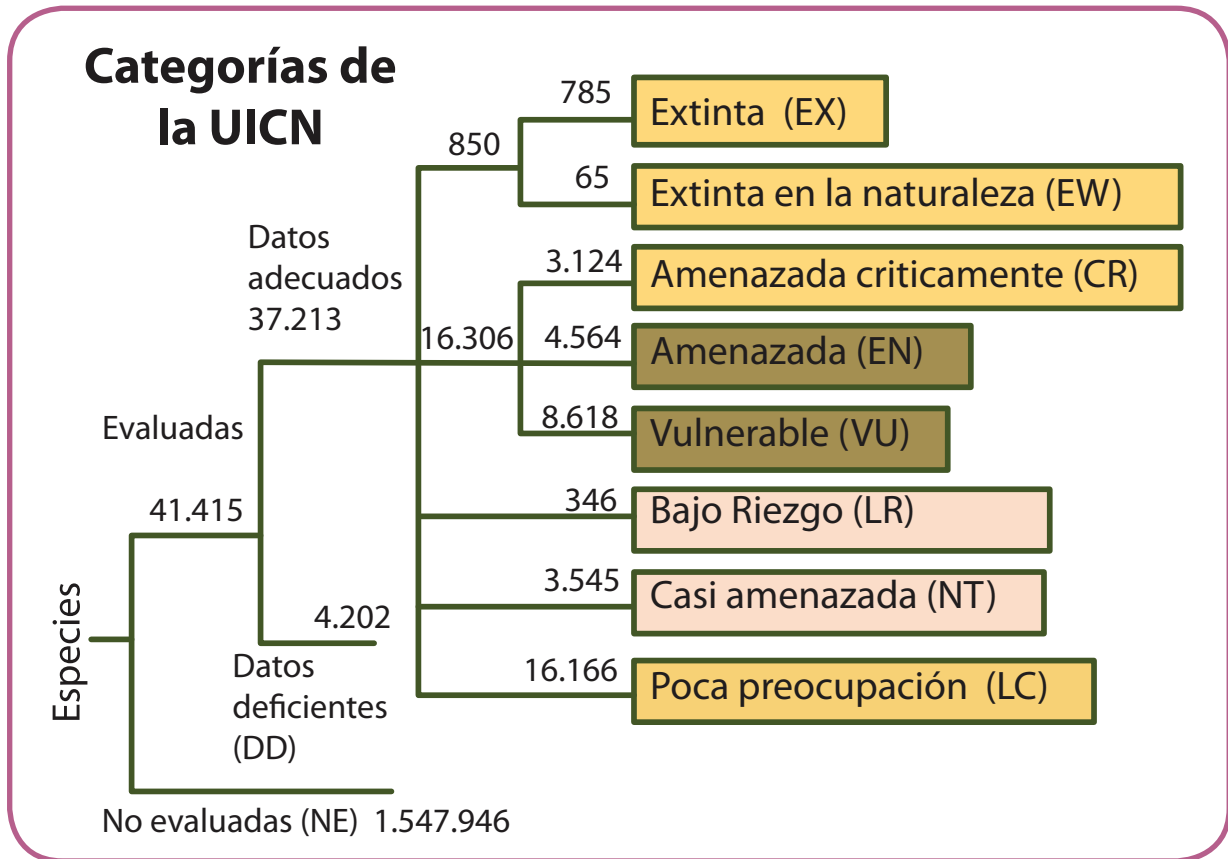 Categorías de
la UICN
785
Extinta (EX)
850
65
Extinta en la naturaleza (EW)
Datos
adecuados
37.213
3.124
Amenazada criticamente (CR)
16.306
4.564
Amenazada (EN)
8.618
Vulnerable (VU)
Evaluadas
41.415
346
Bajo Riezgo (LR)
3.545
Casi amenazada (NT)
4.202
Datos
deficientes
(DD)
16.166
Poca preocupación (LC)
Especies
No evaluadas (NE) 1.547.946